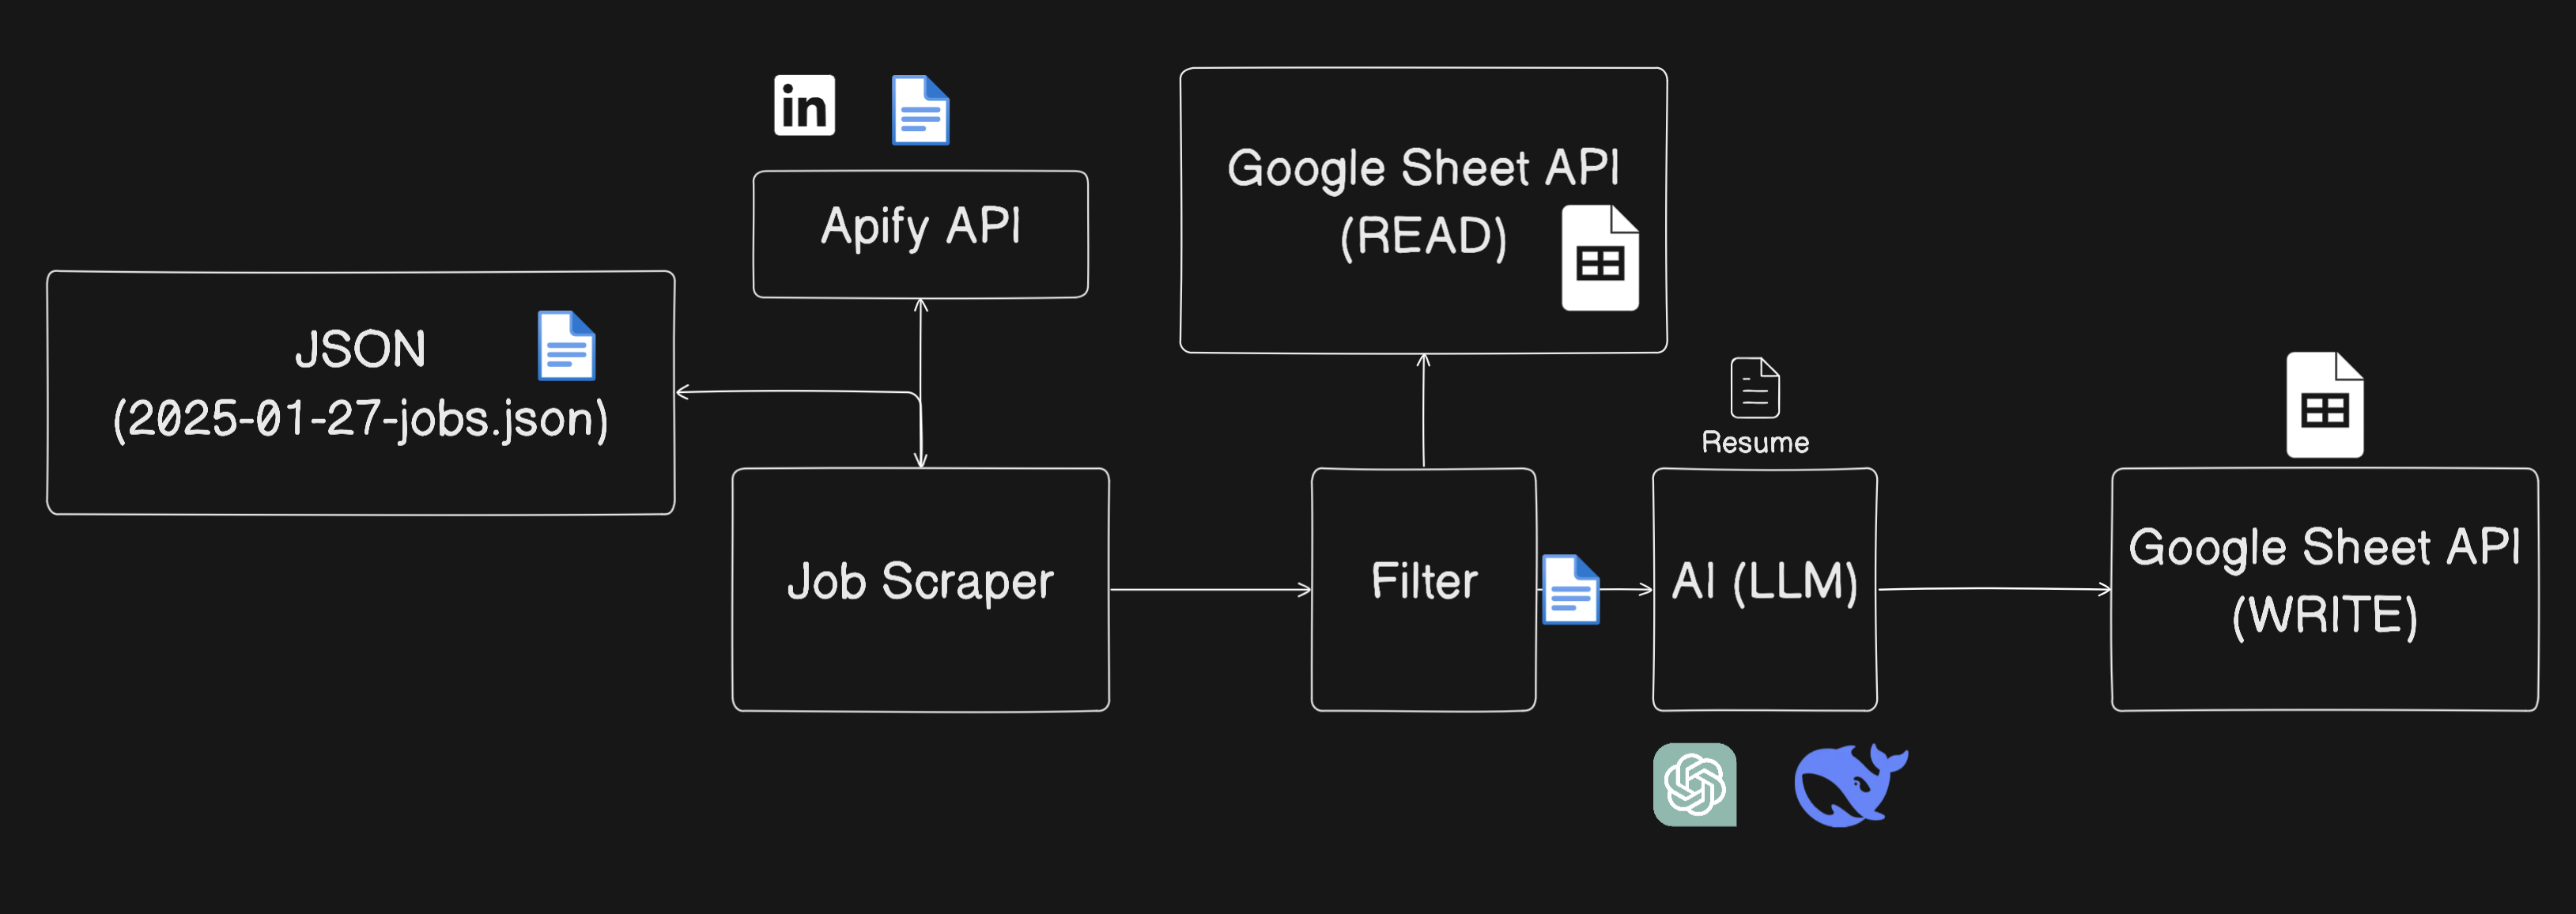 in
Apify API
Google Sheet API
(READ)
JSON
(2025-01-27-jobs.json)
Resume
Job Scraper
Filter
AI (LLM)
Google Sheet API
(WRITE)